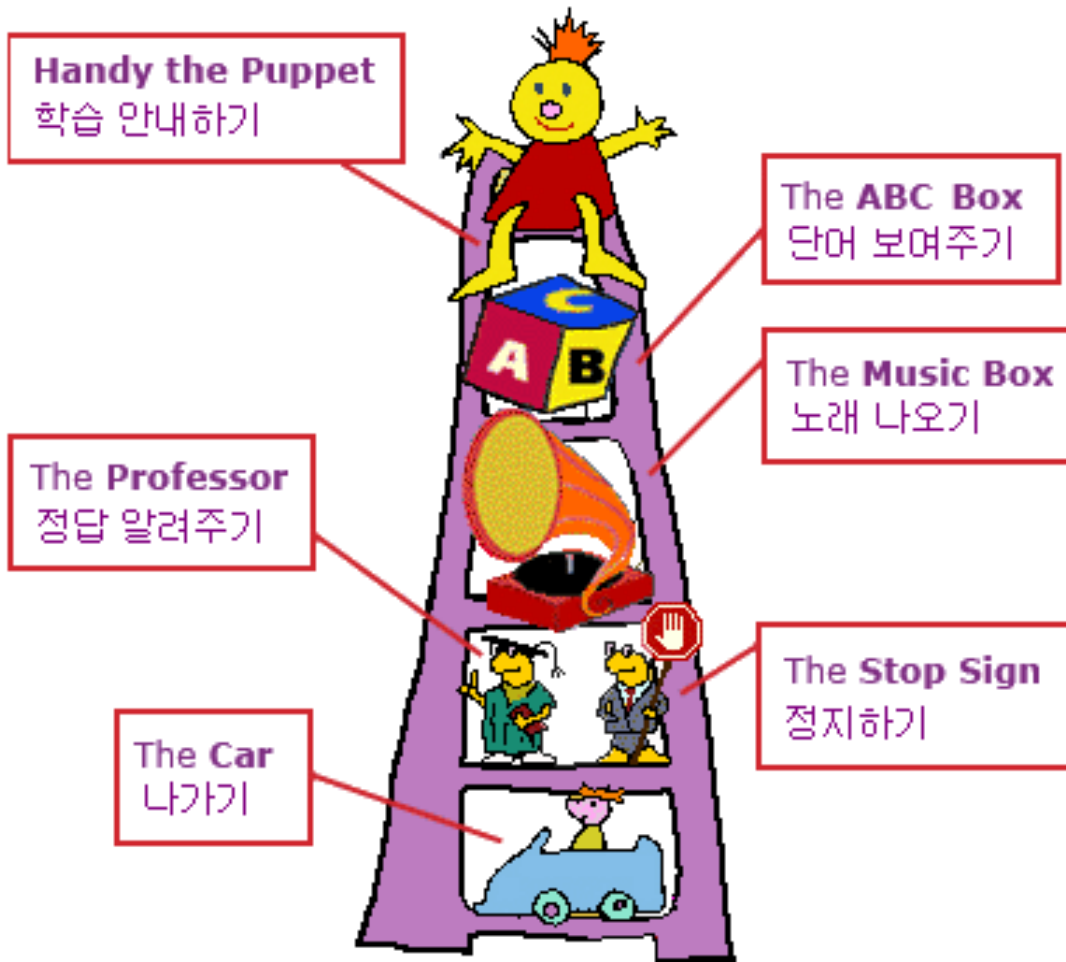 Handy the Puppet
학습 안내하기
The ABC Box
단어 보여주기
C
A B
The Music Box
노래 나오기
The Professor
정답 알려주기
The Stop Sign
정지하기
The Car
나가기